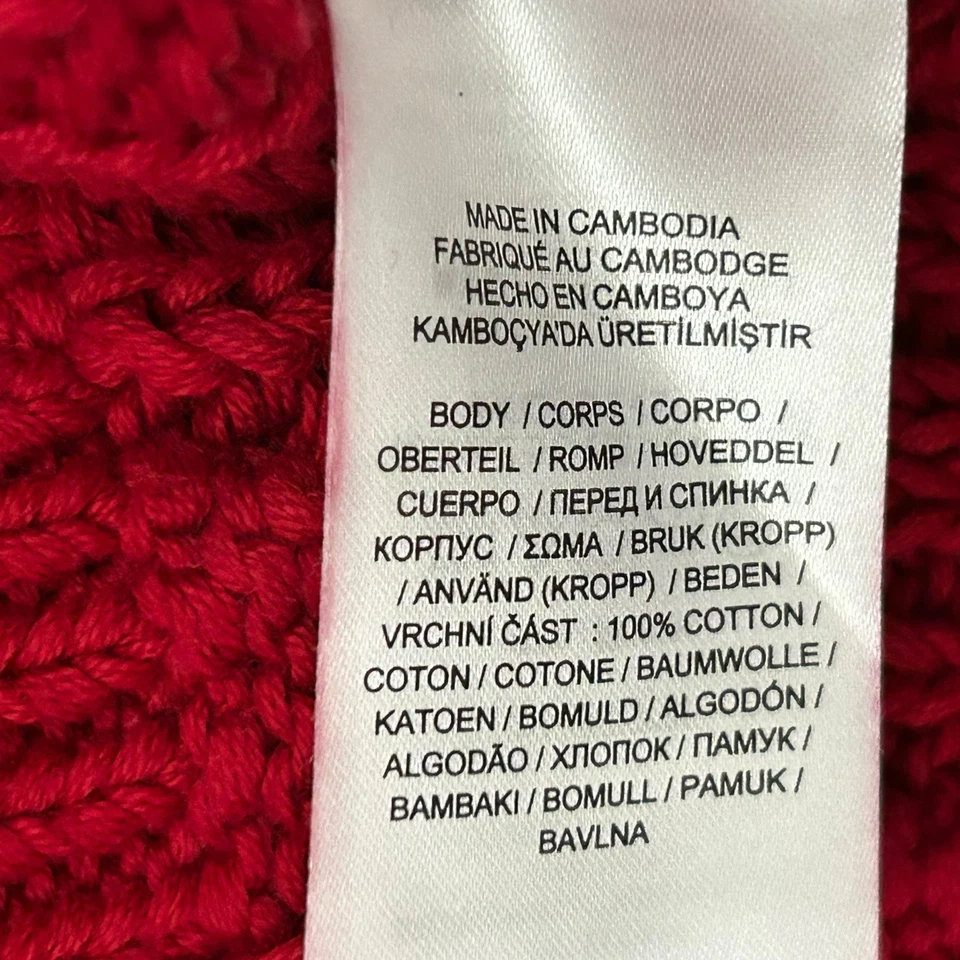 MADE IN CAMBODIA
FABRIQUÉ AU CAMBODGE
HECHO EN CAMBOYA
KAMBOÇYA'DA ÜRETİLMİŞTİR
BODY / CORPS / CORPO /
OBERTEIL / ROMP / HOVEDDEL /
CUERPO / ПЕРЕД И СПИНКА /
КОРПУС / ΣΩΜΑ / BRUK (KROPP)
/ ANVÄND (KROPP) / BEDEN /
VRCHNÍ ČÁST : 100% COTTON /
COTON / COTONE / BAUMWOLLE /
KATOEN / BOMULD / ALGODÓN /
ALGODÃO / ХЛОПОК / ПАМУК /
BAMBAKI / BOMULL / PAMUK /
BAVLNA